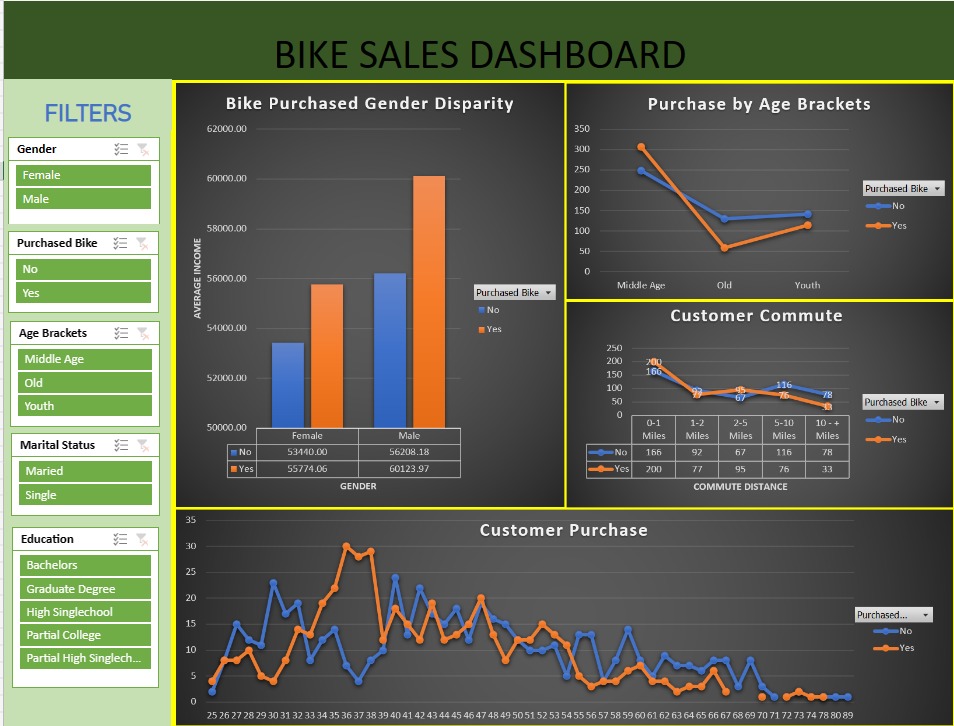 BIKE SALES DASHBOARD
FILTERS
Gender
Female
Male
Purchased Bike
No
Yes
Age Brackets
Middle Age
Old
Youth
Marital Status
Maried
Single
Education
Bachelors
Graduate Degree
High Singlechool
Partial College
Partial High Singlech...
Bike Purchased Gender Disparity
62000.00
60000.00
58000.00
56000.00
54000.00
52000.00
50000.00
AVERAGE INCOME
Female Male
No 53440.00 56208.18
Yes 55774.06 60123.97
GENDER
Purchased Bike
No
Yes
Purchase by Age Brackets
350
300
250
200
150
100
50
0
Middle Age Old Youth
Purchased Bike
No
Yes
Customer Commute
250
200
150
100
50
0
200
166
92
77
95
67
116
76
78
33
0-1 1-2 2-5 5-10 10 - +
Miles Miles Miles Miles Miles
No 166 92 67 116 78
Yes 200 77 95 76 33
COMMUTE DISTANCE
Purchased Bike
No
Yes
Customer Purchase
35
30
25
20
15
10
5
0
25 26 27 28 29 30 31 32 33 34 35 36 37 38 39 40 41 42 43 44 45 46 47 48 49 50 51 52 53 54 55 56 57 58 59 60 61 62 63 64 65 66 67 68 69 70 71 72 73 74 78 80 89
Purchased...
No
Yes